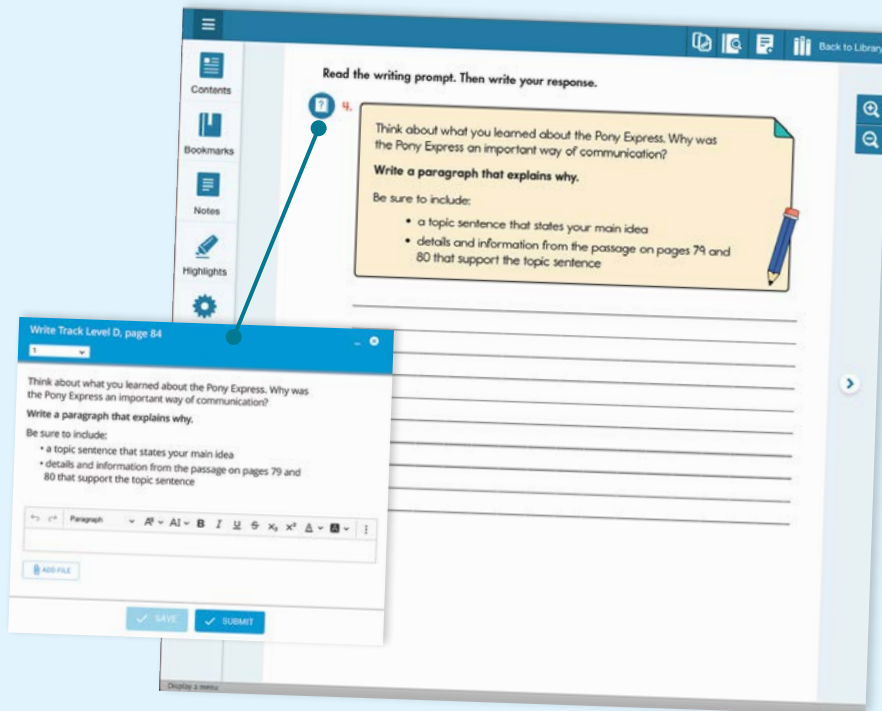 Back to Library
Contents
Bookmarks
Notes
Highlights
Read the writing prompt. Then write your response.
? 4.
Think about what you learned about the Pony Express. Why was
the Pony Express an important way of communication?
Write a paragraph that explains why.
Be sure to include:
• a topic sentence that states your main idea
• details and information from the passage on pages 79 and
80 that support the topic sentence
Write Track Level D, page 84
1
Think about what you learned about the Pony Express. Why was
the Pony Express an important way of communication?
Write a paragraph that explains why.
Be sure to include:
• a topic sentence that states your main idea
• details and information from the passage on pages 79 and
80 that support the topic sentence
Paragraph AI B I U S X₂ X² A A
ADD FILE
SAVE SUBMIT
Display a menu